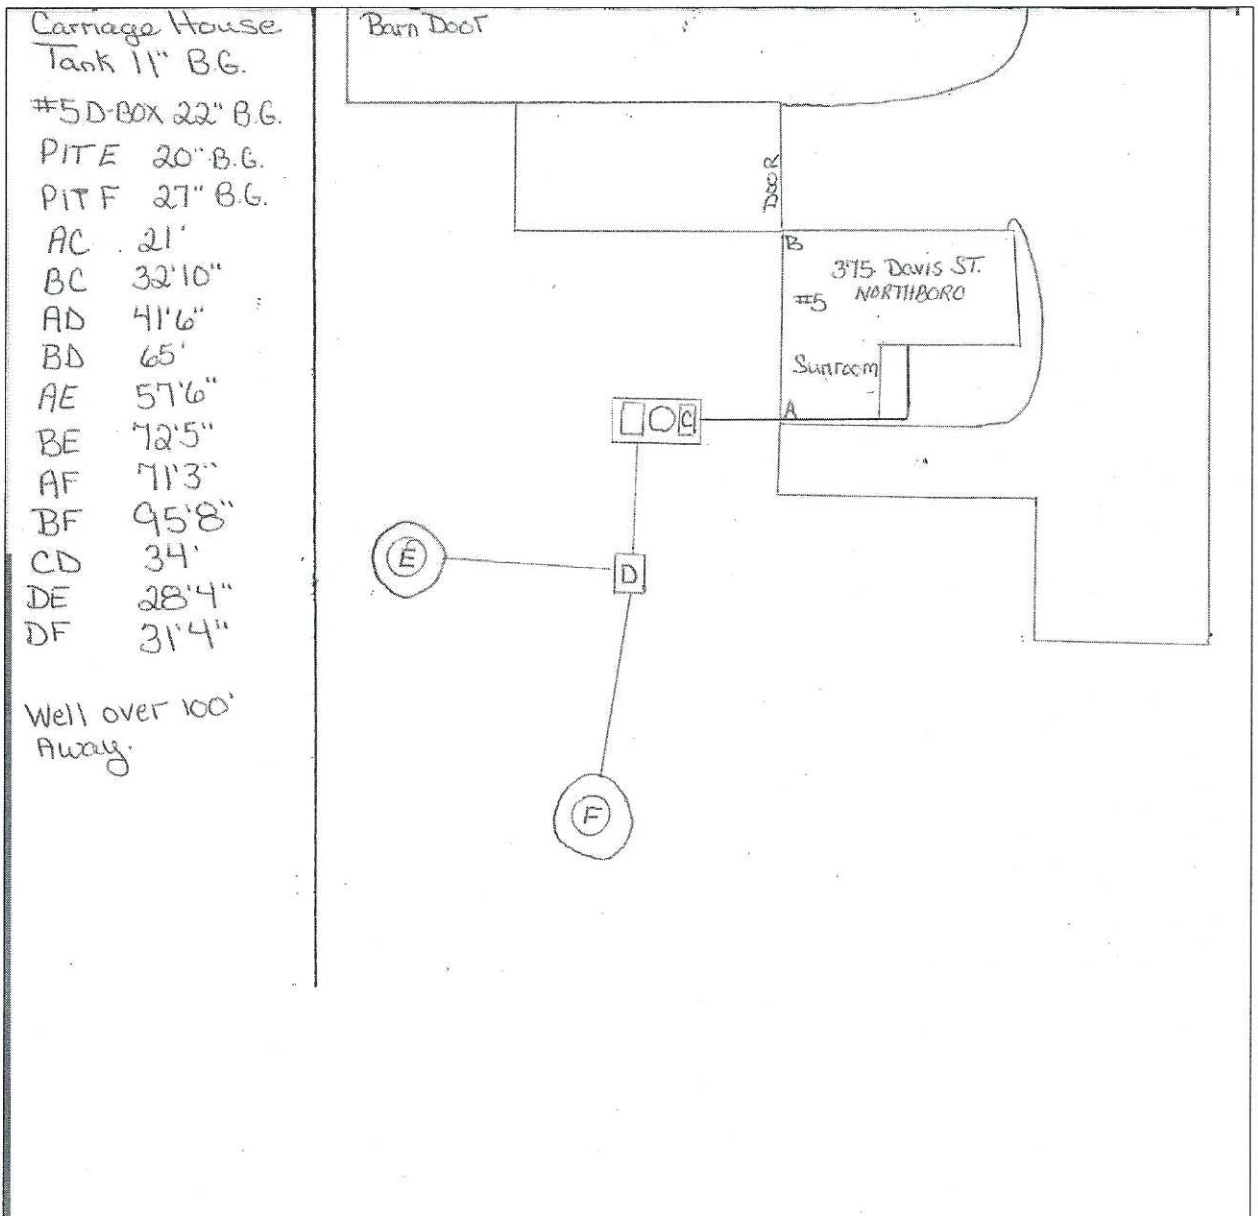 Carriage House
Tank 11" B.G.
#5 D-BOX 22" B.G.
PIT E 20" B.G.
PIT F 27" B.G.
AC 21'
BC 32'10"
AD 41'6"
BD 65'
AE 57'6"
BE 72'5"
AF 71'3"
BF 95'8"
CD 34'
DE 28'4"
DF 31'4"
Well over 100'
Away.
Barn Door
DOOR
B
375 Davis ST.
#5 NORTHBORO
Sunroom
A
C
E
D
F